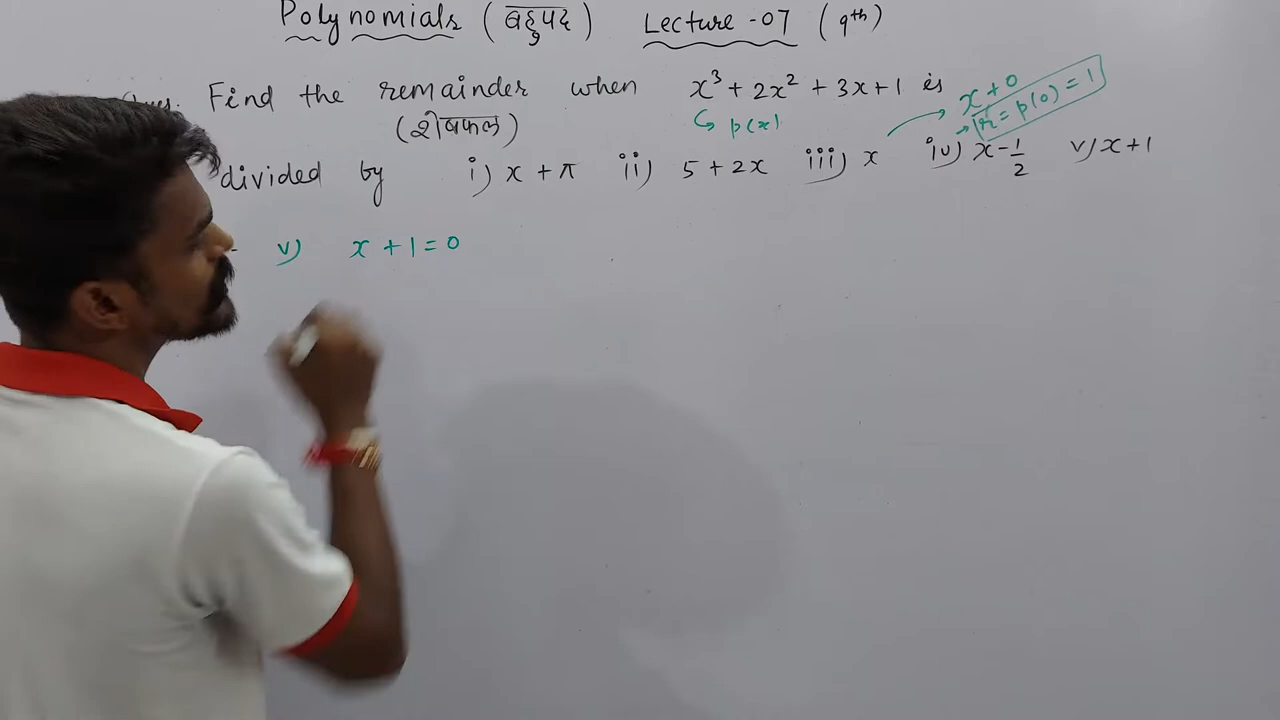 Polynomials (बहुपद) Lecture -07 (9th)
Ques. Find the remainder when x³ + 2x² + 3x + 1 is
(शेषफल)
p(x)
x + 0
r = p(0) = 1
divided by i) x + π ii) 5 + 2x iii) x iv) x - 1/2 v) x + 1
v) x + 1 = 0